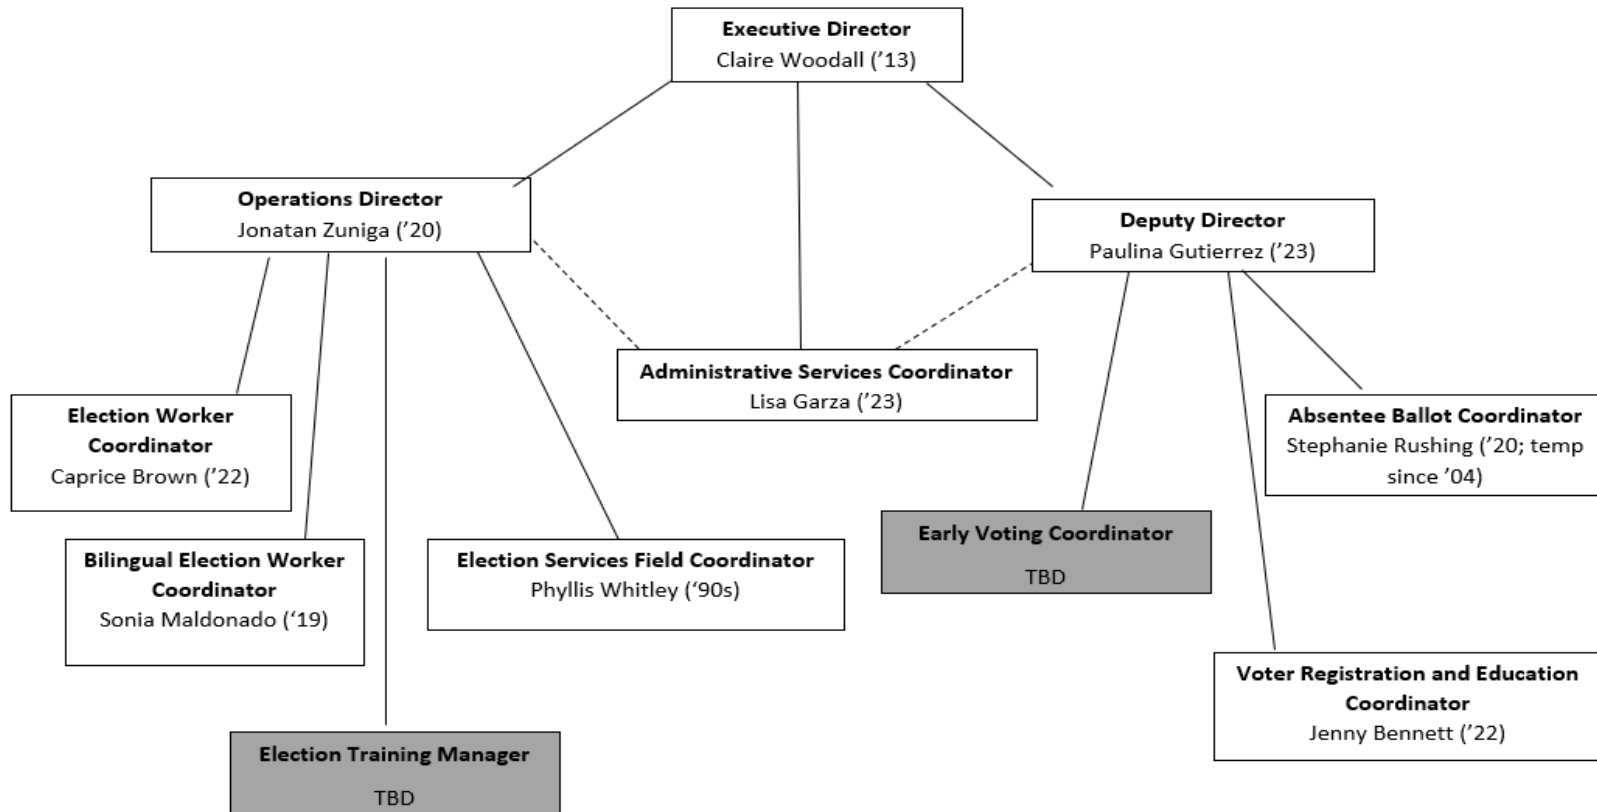 Executive Director
Claire Woodall (’13)
Operations Director
Jonatan Zuniga (’20)
Deputy Director
Paulina Gutierrez (’23)
Administrative Services Coordinator
Lisa Garza (’23)
Election Worker
Coordinator
Caprice Brown (’22)
Absentee Ballot Coordinator
Stephanie Rushing (’20; temp
since ’04)
Bilingual Election Worker
Coordinator
Sonia Maldonado (‘19)
Election Services Field Coordinator
Phyllis Whitley (‘90s)
Early Voting Coordinator
TBD
Voter Registration and Education
Coordinator
Jenny Bennett (’22)
Election Training Manager
TBD